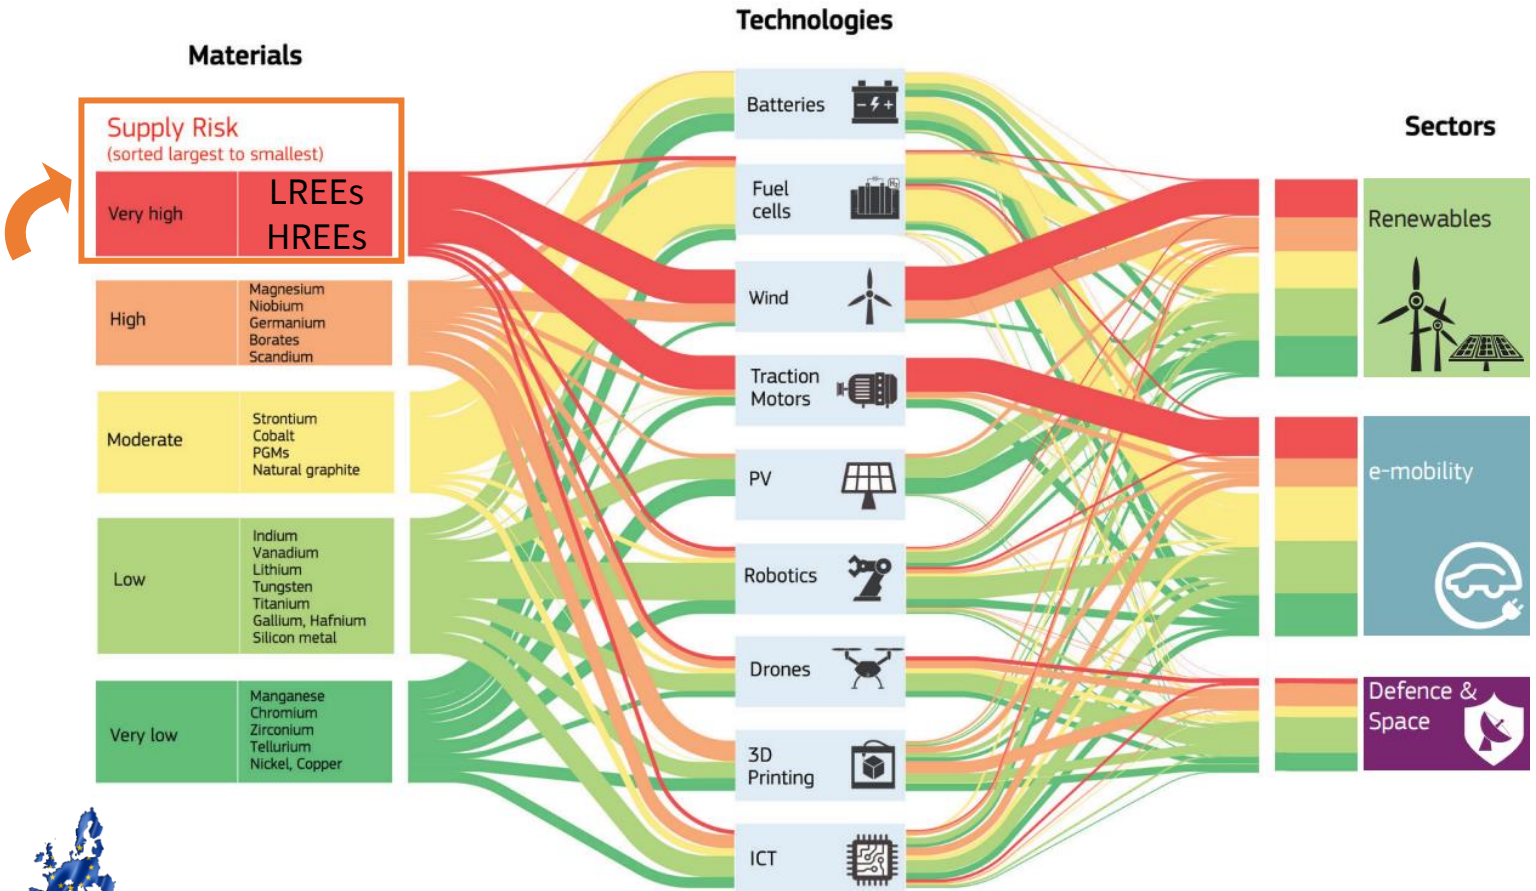 Technologies
Materials
Sectors
Supply Risk
(sorted largest to smallest)
Very high
LREEs
HREEs
High
Magnesium
Niobium
Germanium
Borates
Scandium
Moderate
Strontium
Cobalt
PGMs
Natural graphite
Low
Indium
Vanadium
Lithium
Tungsten
Titanium
Gallium, Hafnium
Silicon metal
Very low
Manganese
Chromium
Zirconium
Tellurium
Nickel, Copper
Batteries
Fuel
cells
H₂
Wind
Traction
Motors
PV
Robotics
Drones
3D
Printing
ICT
Renewables
e-mobility
Defence &
Space